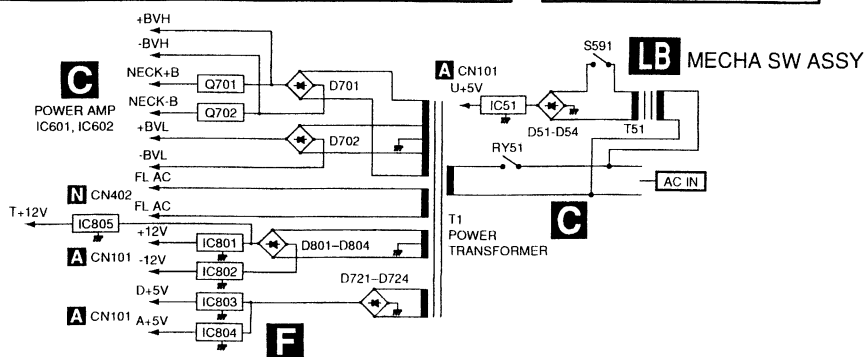 +BVH
-BVH
NECK+B
Q701
D701
NECK-B
Q702
C
POWER AMP
IC601, IC602
+BVL
D702
-BVL
FL AC
N CN402
FL AC
T+12V
IC805
+12V
IC801
D801–D804
A CN101
-12V
IC802
D721–D724
D+5V
IC803
A CN101
A+5V
IC804
F
T1
POWER
TRANSFORMER
A CN101
U+5V
IC51
D51-D54
S591
T51
LB MECHA SW ASSY
RY51
AC IN
C